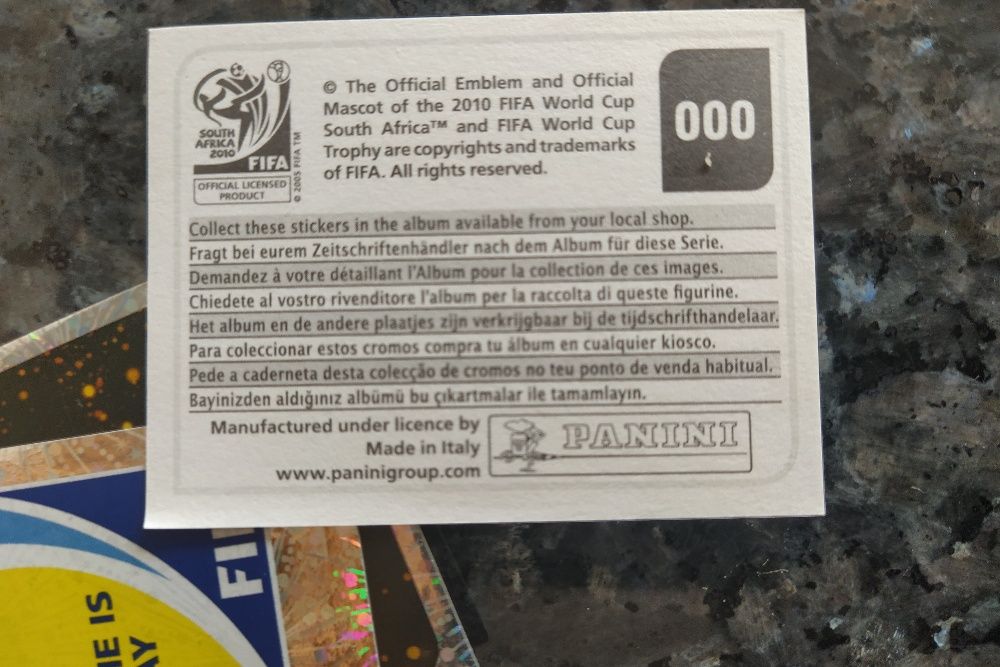 SOUTH
AFRICA
2010
FIFA
OFFICIAL LICENSED
PRODUCT
© 2005 FIFA TM
© The Official Emblem and Official
Mascot of the 2010 FIFA World Cup
South Africa™ and FIFA World Cup
Trophy are copyrights and trademarks
of FIFA. All rights reserved.
000
Collect these stickers in the album available from your local shop.
Fragt bei eurem Zeitschriftenhändler nach dem Album für diese Serie.
Demandez à votre détaillant l'Album pour la collection de ces images.
Chiedete al vostro rivenditore l'album per la raccolta di queste figurine.
Het album en de andere plaatjes zijn verkrijgbaar bij de tijdschrifthandelaar.
Para coleccionar estos cromos compra tu álbum en cualquier kiosco.
Pede a caderneta desta colecção de cromos no teu ponto de venda habitual.
Bayinizden aldığınız albümü bu çıkartmalar ile tamamlayın.
Manufactured under licence by
Made in Italy
www.paninigroup.com
PANINI
FI
IS
AY